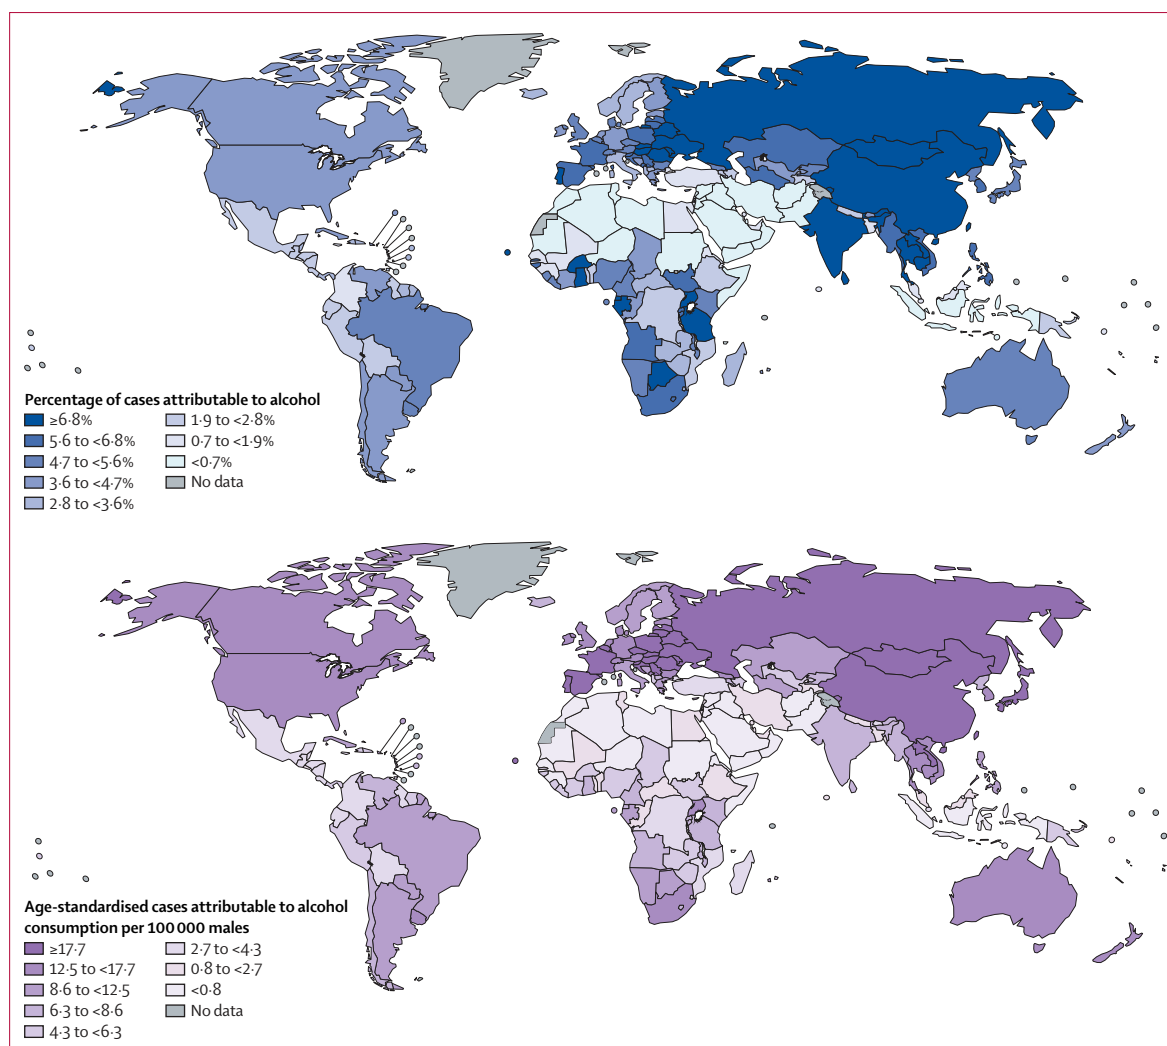 Percentage of cases attributable to alcohol
≥6·8%
5·6 to <6·8%
4·7 to <5·6%
3·6 to <4·7%
2·8 to <3·6%
1·9 to <2·8%
0·7 to <1·9%
<0·7%
No data
Age-standardised cases attributable to alcohol
consumption per 100 000 males
≥17·7
12·5 to <17·7
8·6 to <12·5
6·3 to <8·6
4·3 to <6·3
2·7 to <4·3
0·8 to <2·7
<0·8
No data